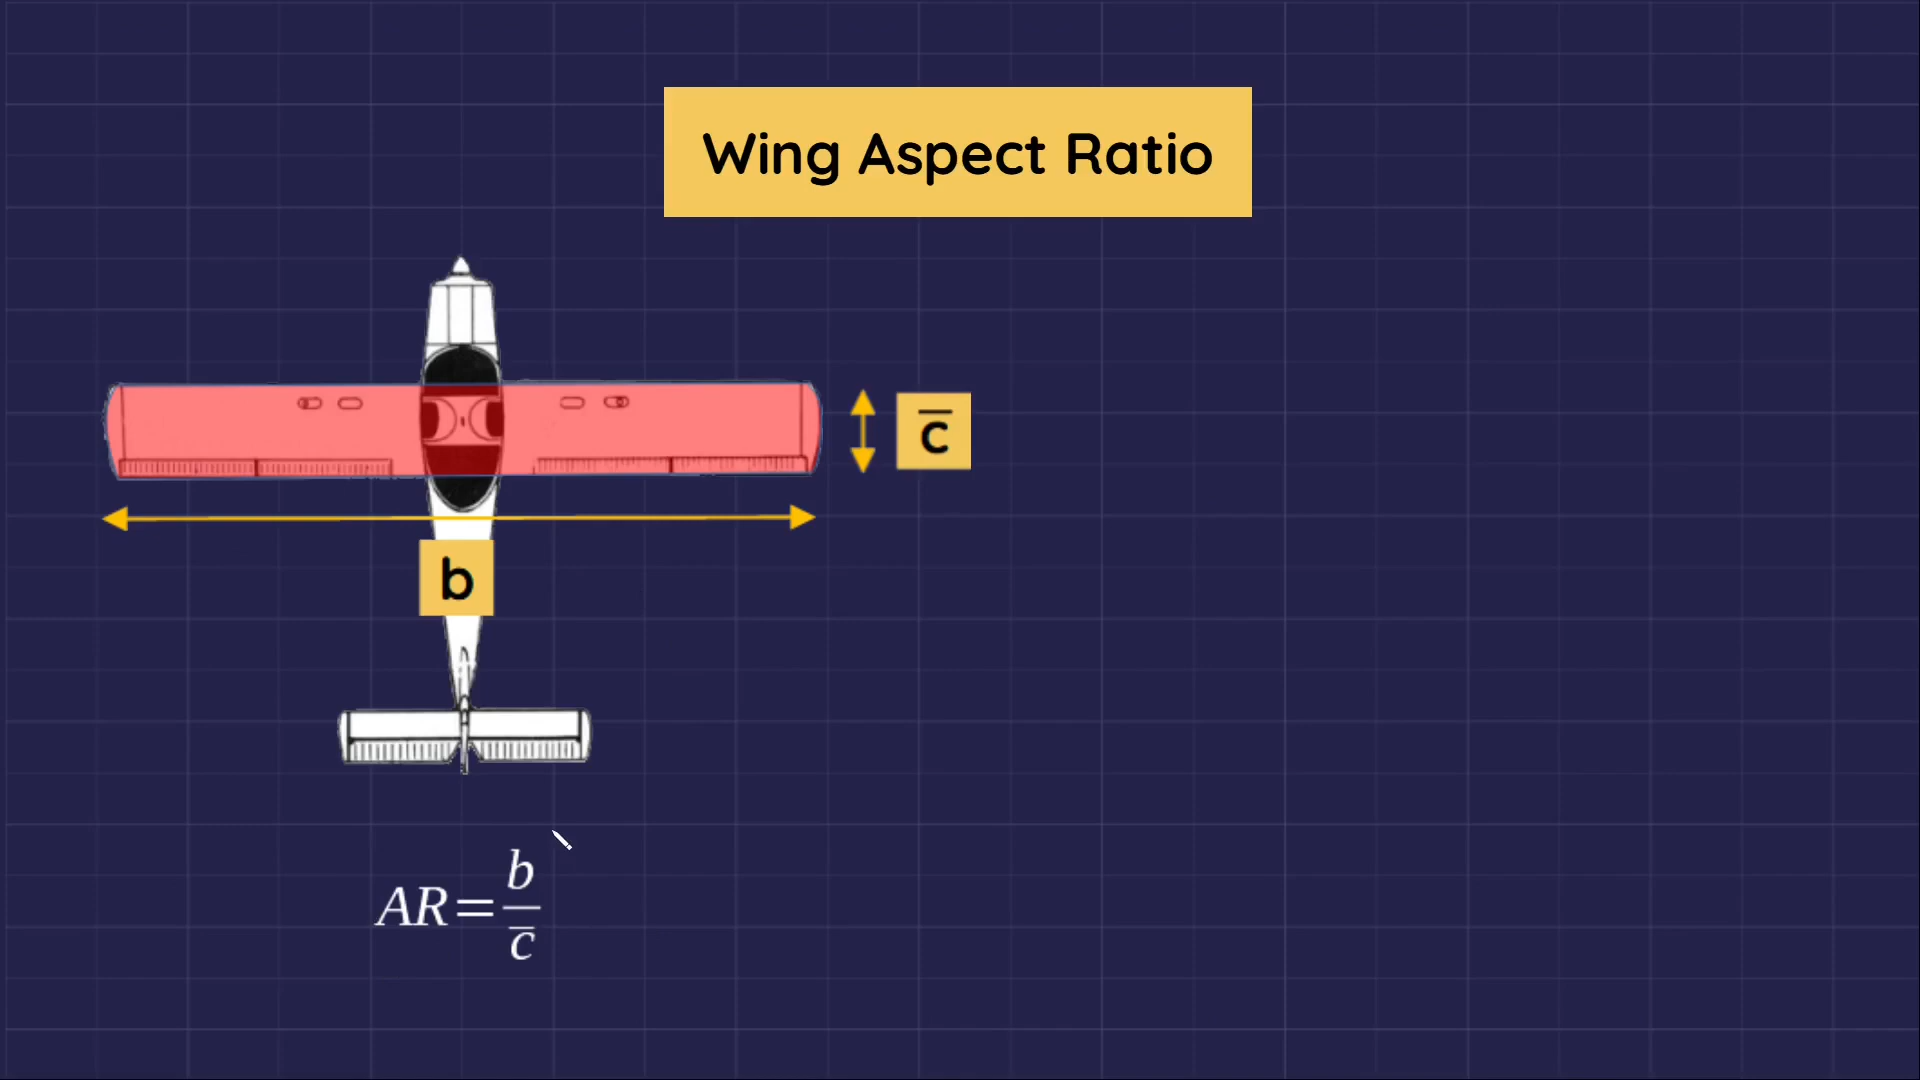 Wing Aspect Ratio
c̅
b
AR = b / c̅